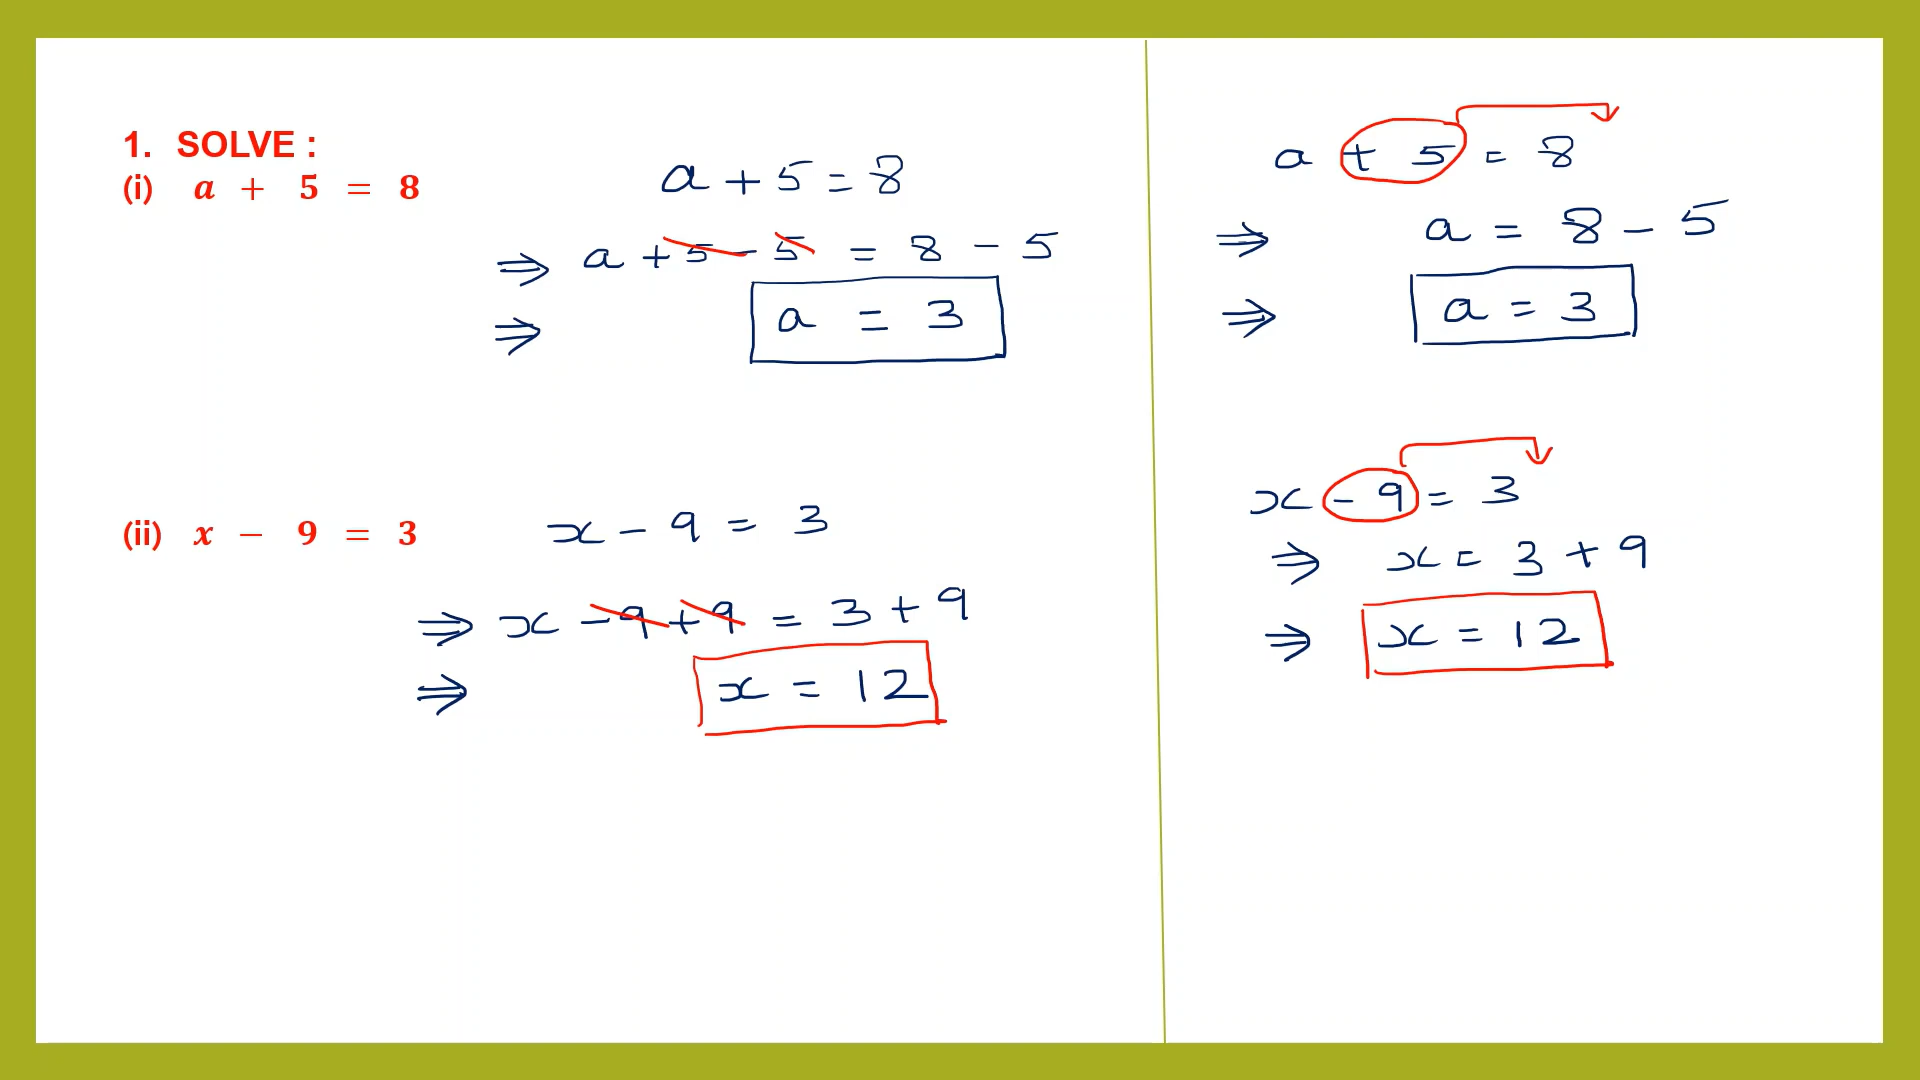 1. SOLVE :
(i) a + 5 = 8
a + 5 = 8
⇒ a + 5 - 5 = 8 - 5
⇒ a = 3
(ii) x − 9 = 3
x - 9 = 3
⇒ x - 9 + 9 = 3 + 9
⇒ x = 12
a + 5 = 8
⇒ a = 8 - 5
⇒ a = 3
x - 9 = 3
⇒ x = 3 + 9
⇒ x = 12